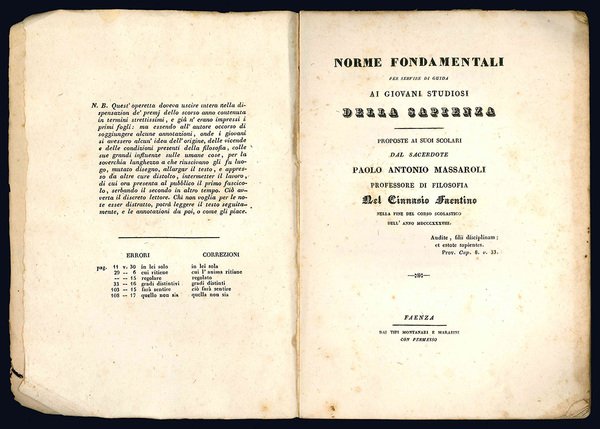 N. B. Quest' operetta doveva uscire intera nella di-
spensazion de' premj dello scorso anno contenuta
in termini strettissimi, e già n' erano impressi i
primi fogli: ma essendo all' autore occorso di
soggiugnere alcune annotazioni, onde i giovani
si avessero alcun' idea dell' origine, delle vicende
e delle condizioni presenti della filosofia, colle
sue grandi influenze sulle umane cose, per la
soverchia lunghezza a che riuscivano gli fu luo-
go, mutato disegno, allargar il testo, e appres-
so da altre cure distolto, intermetter il lavoro,
di cui ora presenta al pubblico il primo fascico-
lo, serbando il secondo in altro tempo. Ciò av-
verta il discreto lettore. Chi non voglia per le no-
te esser distratto, potrà leggere il testo seguita-
mente, e le annotazioni da poi, o come gli piace.
ERRORI CORREZIONI
pag. 11 v. 30 in lei solo in lei sola
29 -- 6 cui ritiene cui l' anima ritiene
-- -- 15 regolare regolato
33 -- 16 gradi distintivi gradi distinti
103 -- 15 farà sentire ciò farà sentire
108 -- 17 quello non sia quella non sia
NORME FONDAMENTALI
PER SERVIRE DI GUIDA
AI GIOVANI STUDIOSI
DELLA SAPIENZA
PROPOSTE AI SUOI SCOLARI
DAL SACERDOTE
PAOLO ANTONIO MASSAROLI
PROFESSORE DI FILOSOFIA
Nel Ginnasio Faentino
NELLA FINE DEL CORSO SCOLASTICO
DELL' ANNO MDCCCXXXVIII.
Audite, filii disciplinam;
et estote sapientes.
Prov. Cap. 8. v. 33.
FAENZA
DAI TIPI MONTANARI E MARABINI
CON PERMESSO